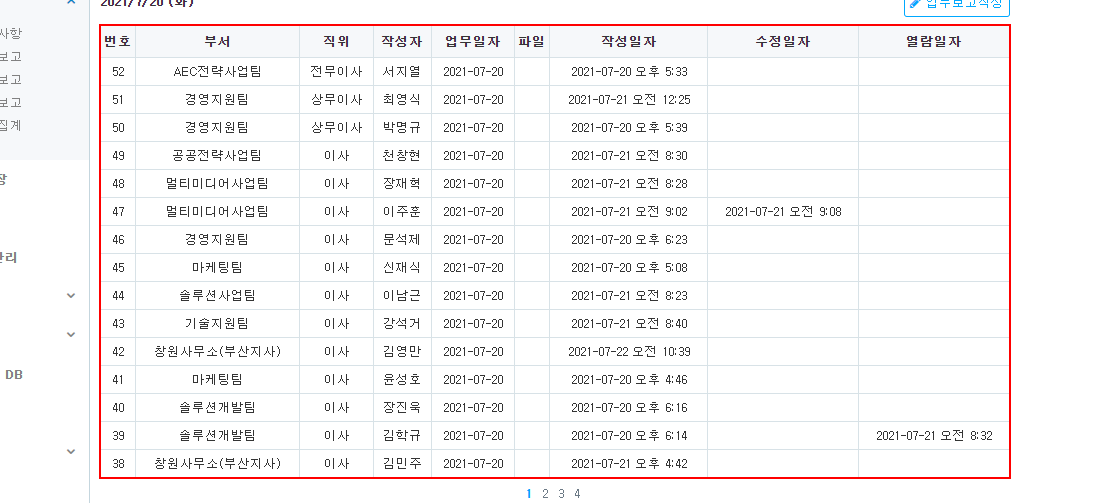 2021/7/20 (화)
업무보고작성
사항
보고
보고
보고
집계
장
관리
DB
번호 부서 직위 작성자 업무일자 파일 작성일자 수정일자 열람일자
52 AEC전략사업팀 전무이사 서지열 2021-07-20 2021-07-20 오후 5:33
51 경영지원팀 상무이사 최영식 2021-07-20 2021-07-21 오전 12:25
50 경영지원팀 상무이사 박명규 2021-07-20 2021-07-20 오후 5:39
49 공공전략사업팀 이사 천창현 2021-07-20 2021-07-21 오전 8:30
48 멀티미디어사업팀 이사 장재혁 2021-07-20 2021-07-21 오전 8:28
47 멀티미디어사업팀 이사 이주훈 2021-07-20 2021-07-21 오전 9:02 2021-07-21 오전 9:08
46 경영지원팀 이사 문석제 2021-07-20 2021-07-20 오후 6:23
45 마케팅팀 이사 신재식 2021-07-20 2021-07-20 오후 5:08
44 솔루션사업팀 이사 이남근 2021-07-20 2021-07-21 오전 8:23
43 기술지원팀 이사 강석거 2021-07-20 2021-07-21 오전 8:40
42 창원사무소(부산지사) 이사 김영만 2021-07-20 2021-07-22 오전 10:39
41 마케팅팀 이사 윤성호 2021-07-20 2021-07-20 오후 4:46
40 솔루션개발팀 이사 장진욱 2021-07-20 2021-07-20 오후 6:16
39 솔루션개발팀 이사 김학규 2021-07-20 2021-07-20 오후 6:14 2021-07-21 오전 8:32
38 창원사무소(부산지사) 이사 김민주 2021-07-20 2021-07-21 오후 4:42
1 2 3 4